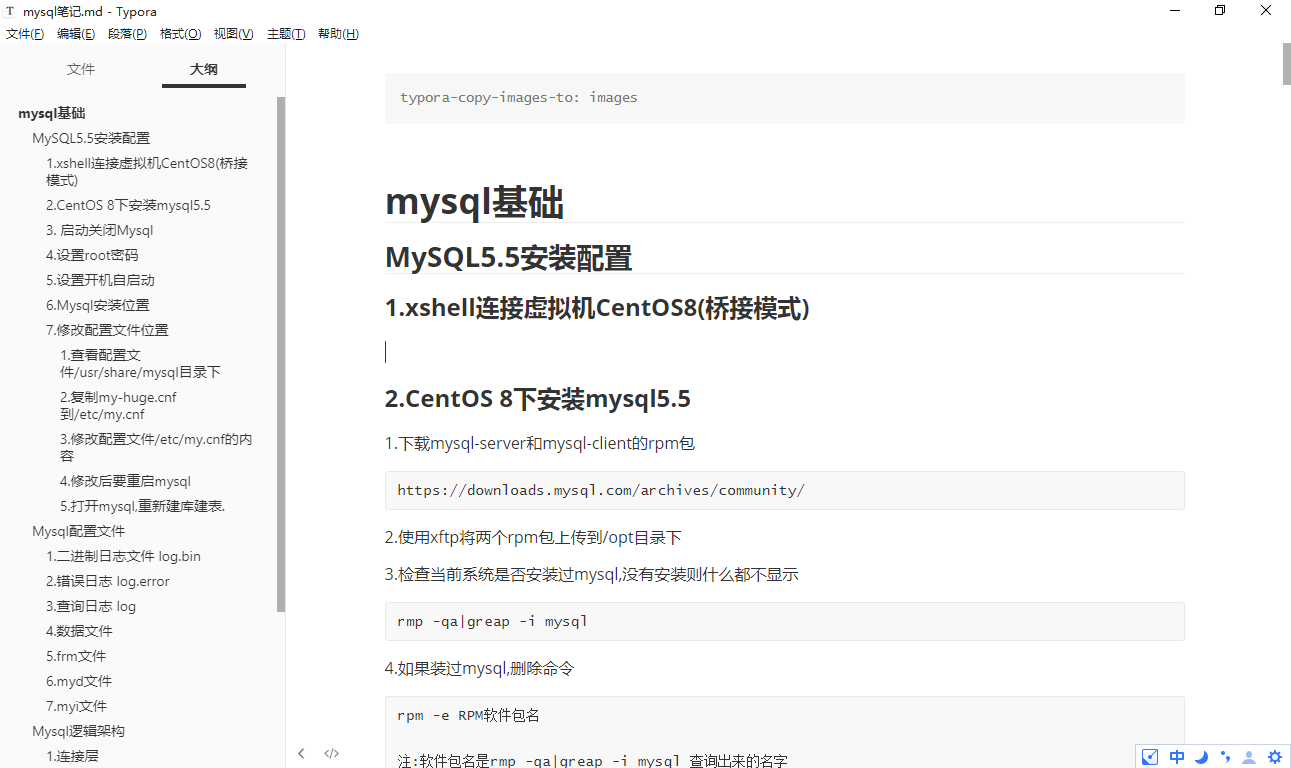 mysql笔记.md - Typora
文件(F) 编辑(E) 段落(P) 格式(O) 视图(V) 主题(T) 帮助(H)
文件 大纲
mysql基础
MySQL5.5安装配置
1.xshell连接虚拟机CentOS8(桥接
模式)
2.CentOS 8下安装mysql5.5
3. 启动关闭Mysql
4.设置root密码
5.设置开机自启动
6.Mysql安装位置
7.修改配置文件位置
1.查看配置文
件/usr/share/mysql目录下
2.复制my-huge.cnf
到/etc/my.cnf
3.修改配置文件/etc/my.cnf的内
容
4.修改后要重启mysql
5.打开mysql,重新建库建表.
Mysql配置文件
1.二进制日志文件 log.bin
2.错误日志 log.error
3.查询日志 log
4.数据文件
5.frm文件
6.myd文件
7.myi文件
Mysql逻辑架构
1.连接层
typora-copy-images-to: images
mysql基础
MySQL5.5安装配置
1.xshell连接虚拟机CentOS8(桥接模式)
2.CentOS 8下安装mysql5.5
1.下载mysql-server和mysql-client的rpm包
https://downloads.mysql.com/archives/community/
2.使用xftp将两个rpm包上传到/opt目录下
3.检查当前系统是否安装过mysql,没有安装则什么都不显示
rmp -qa|greap -i mysql
4.如果装过mysql,删除命令
rpm -e RPM软件包名
注:软件包名是rmp -qa|greap -i mysql 查询出来的名字
中